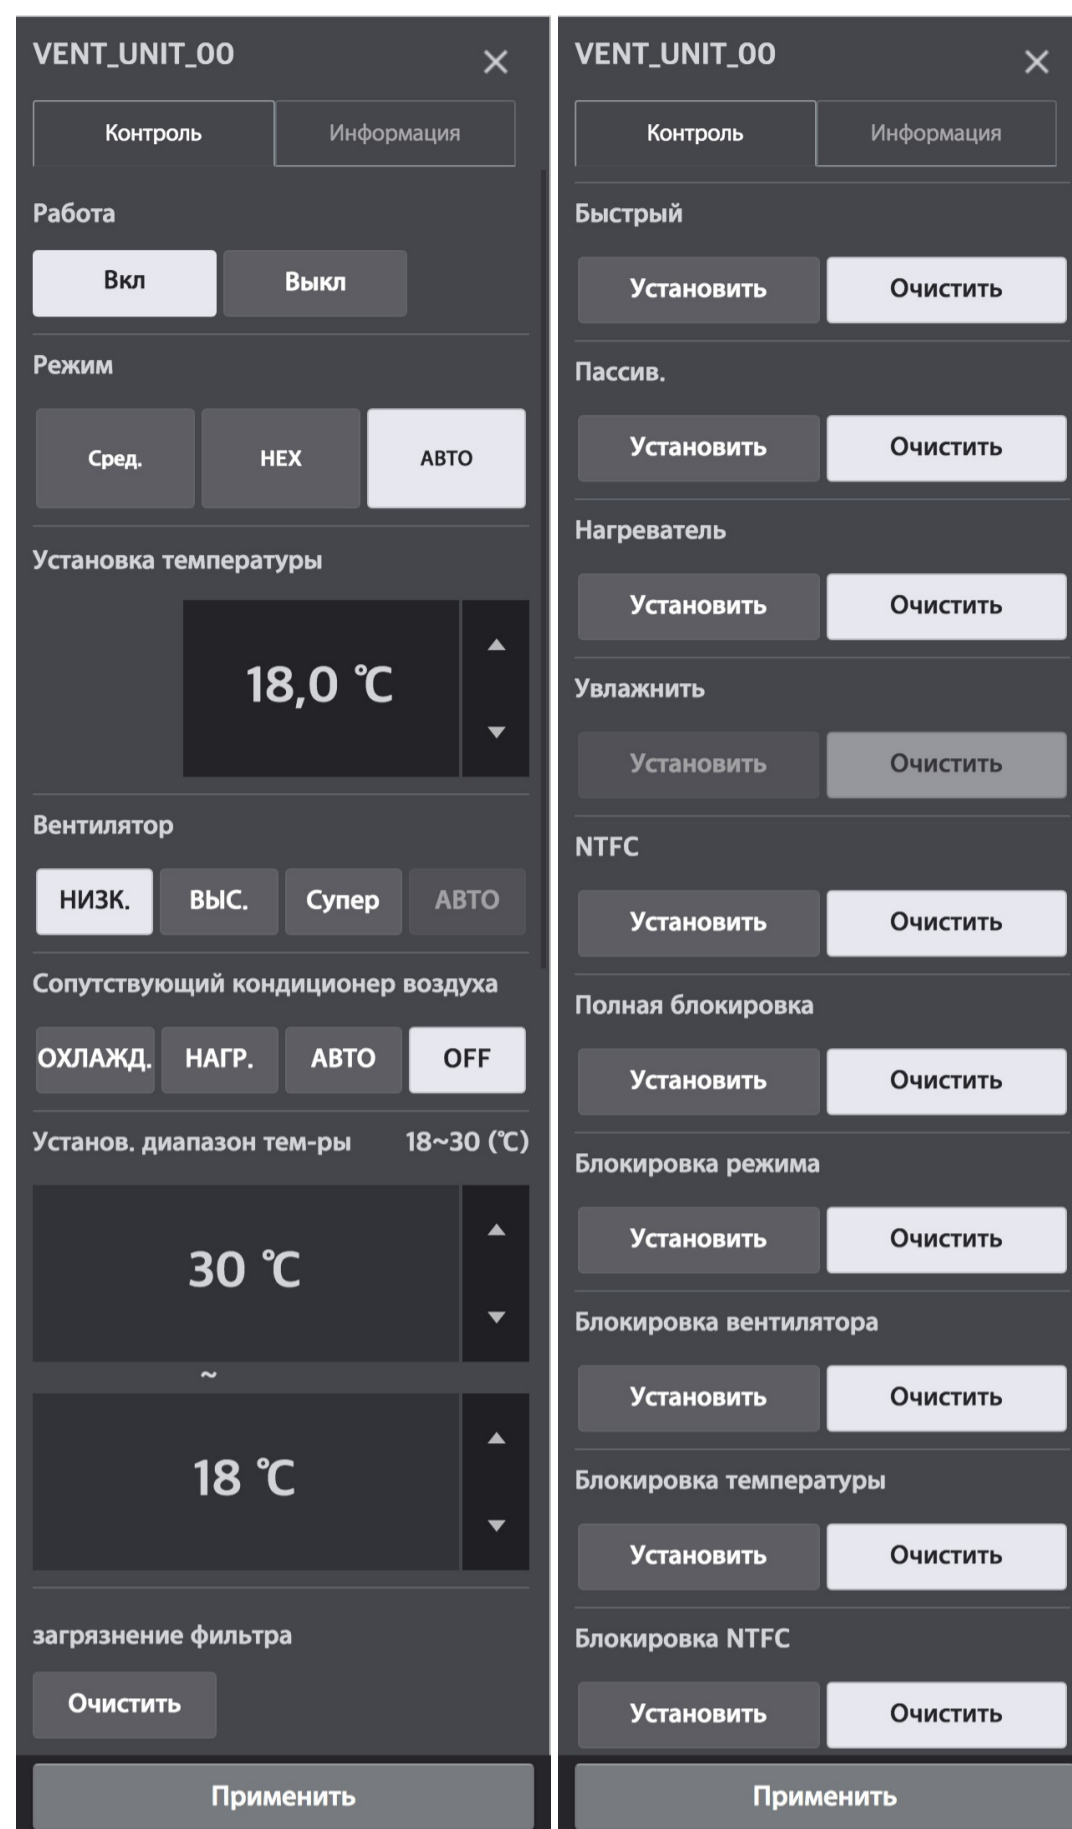 VENT_UNIT_00
Контроль Информация
Работа
Вкл Выкл
Режим
Сред. HEX АВТО
Установка температуры
18,0 °C
Вентилятор
НИЗК. ВЫС. Супер АВТО
Сопутствующий кондиционер воздуха
ОХЛАЖД. НАГР. АВТО OFF
Установ. диапазон тем-ры 18~30 (°C)
30 °C
~
18 °C
загрязнение фильтра
Очистить
Применить
VENT_UNIT_00
Контроль Информация
Быстрый
Установить Очистить
Пассив.
Установить Очистить
Нагреватель
Установить Очистить
Увлажнить
Установить Очистить
NTFC
Установить Очистить
Полная блокировка
Установить Очистить
Блокировка режима
Установить Очистить
Блокировка вентилятора
Установить Очистить
Блокировка температуры
Установить Очистить
Блокировка NTFC
Установить Очистить
Применить